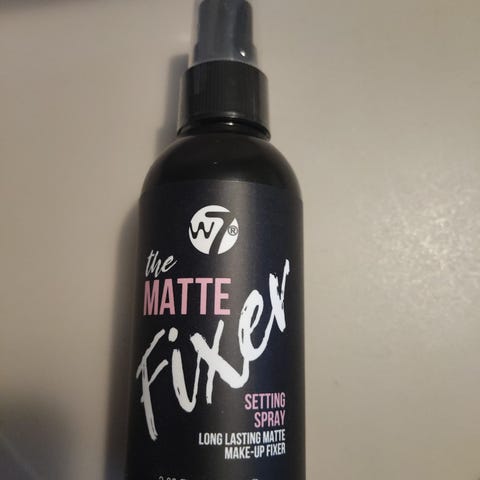 W7®
the
MATTE
Fixer
SETTING
SPRAY
LONG LASTING MATTE
MAKE-UP FIXER